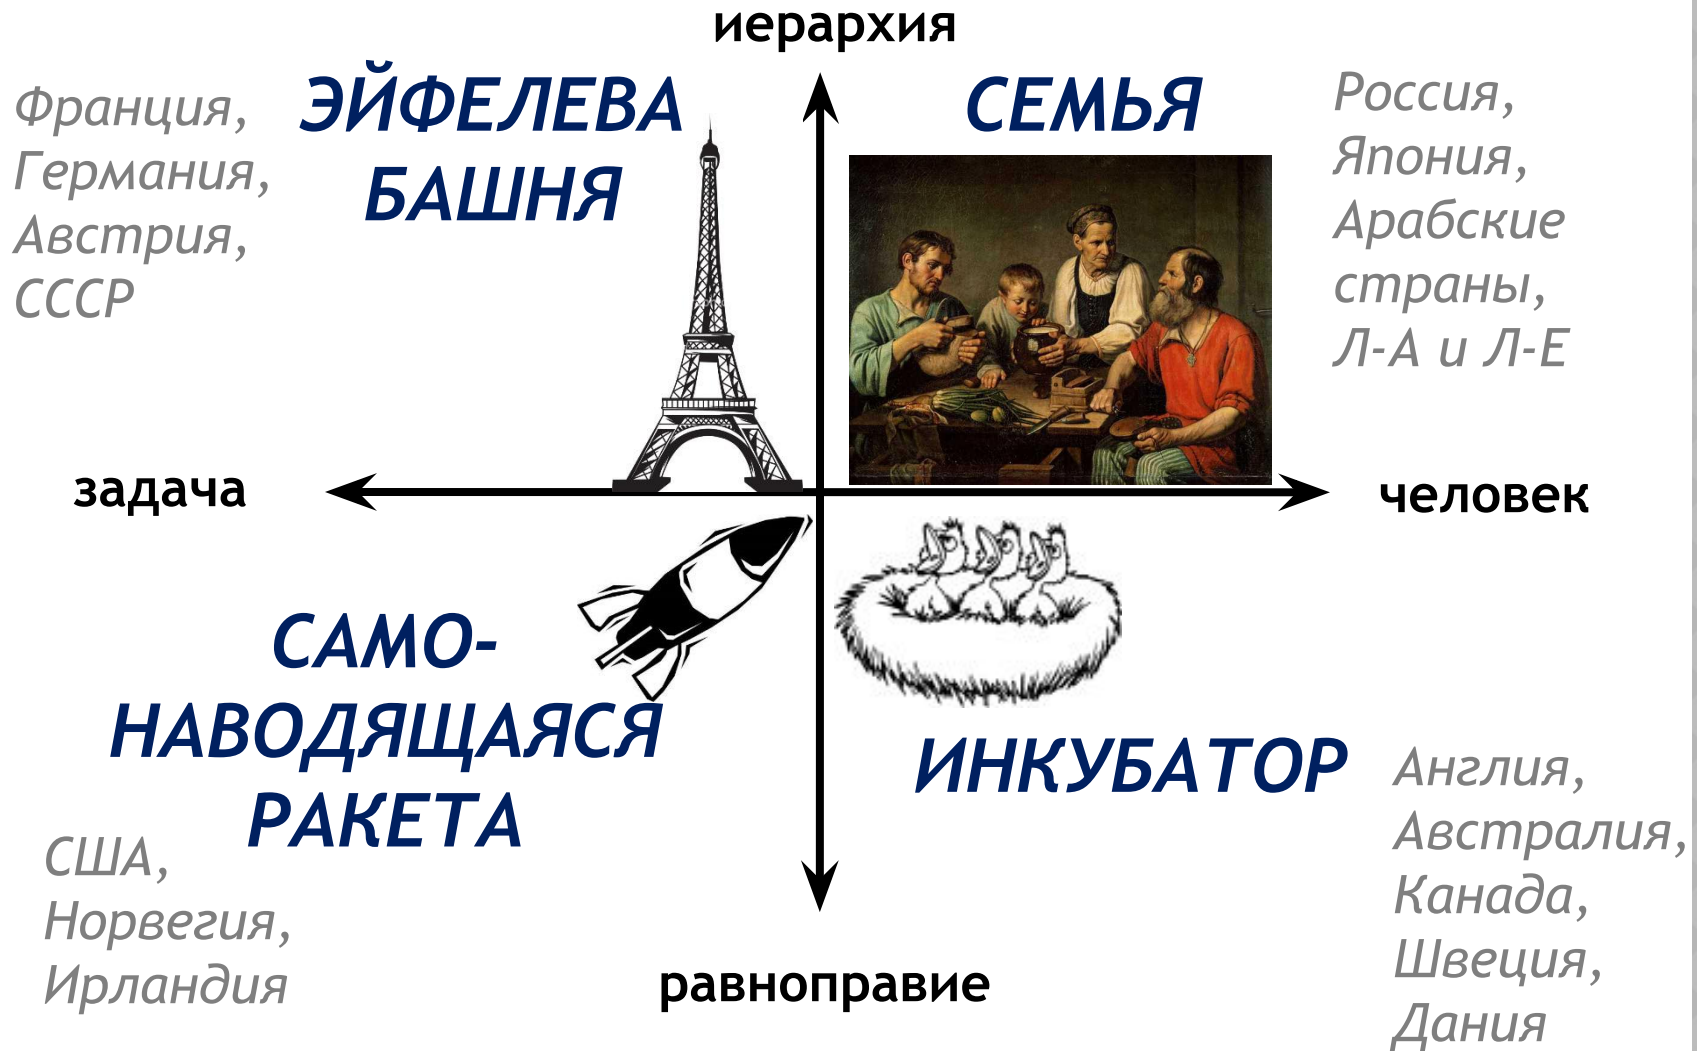 иерархия
ЭЙФЕЛЕВА
БАШНЯ
СЕМЬЯ
Франция,
Германия,
Австрия,
СССР
Россия,
Япония,
Арабские
страны,
Л-А и Л-Е
задача
человек
САМО-
НАВОДЯЩАЯСЯ
РАКЕТА
ИНКУБАТОР
США,
Норвегия,
Ирландия
Англия,
Австралия,
Канада,
Швеция,
Дания
равноправие